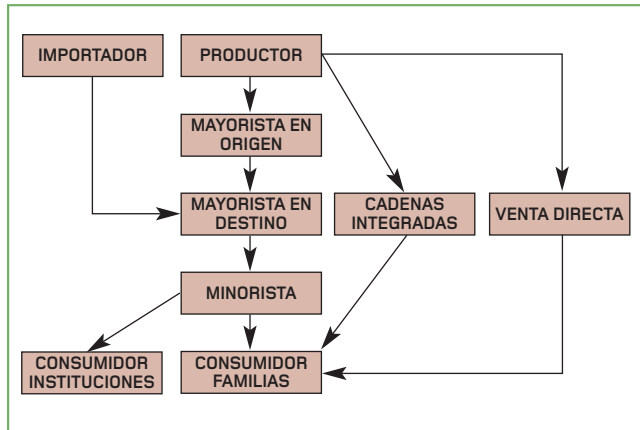 IMPORTADOR
PRODUCTOR
MAYORISTA EN
ORIGEN
MAYORISTA EN
DESTINO
CADENAS
INTEGRADAS
VENTA DIRECTA
MINORISTA
CONSUMIDOR
INSTITUCIONES
CONSUMIDOR
FAMILIAS